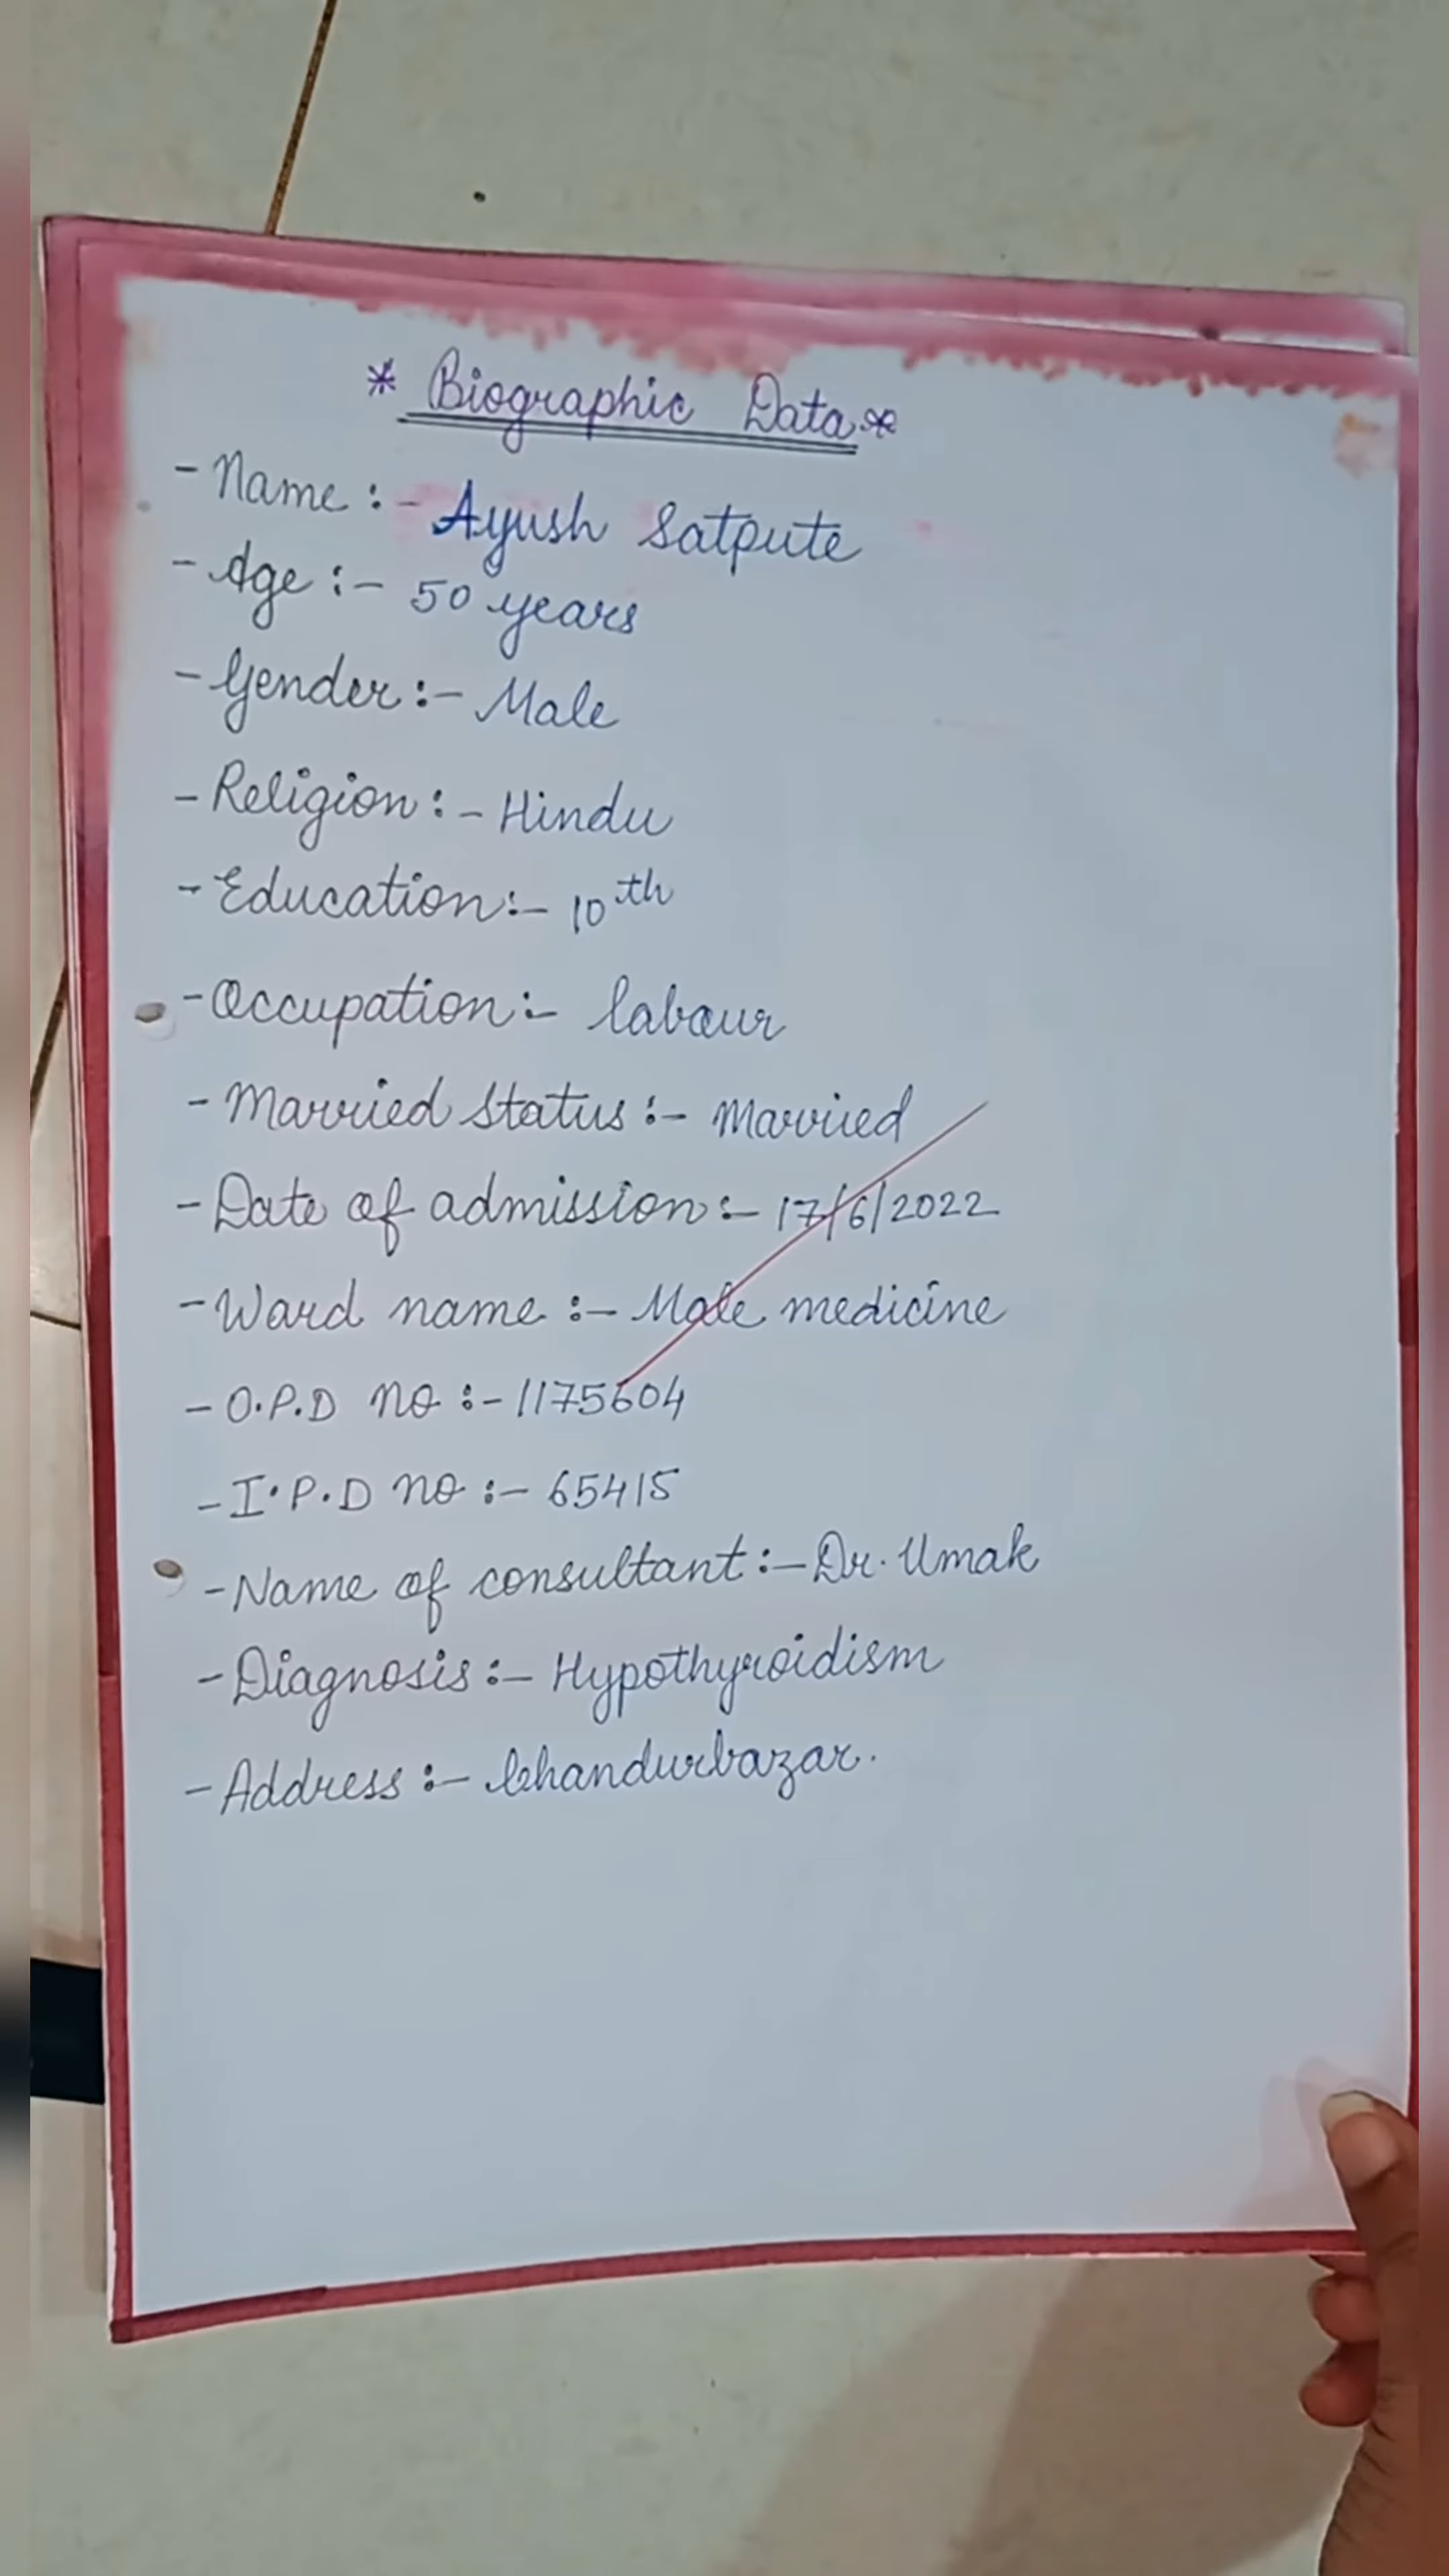 * Biographic Data *
- Name :- Ayush Satpute
- Age :- 50 years
- Gender :- Male
- Religion :- Hindu
- Education :- 10th
- Occupation :- labour
- Married Status :- Married
- Date of admission :- 17/6/2022
- Ward name :- Male medicine
- O.P.D no :- 1175604
- I.P.D no :- 65415
- Name of consultant :- Dr. Umak
- Diagnosis :- Hypothyroidism
- Address :- Chandurbazar.